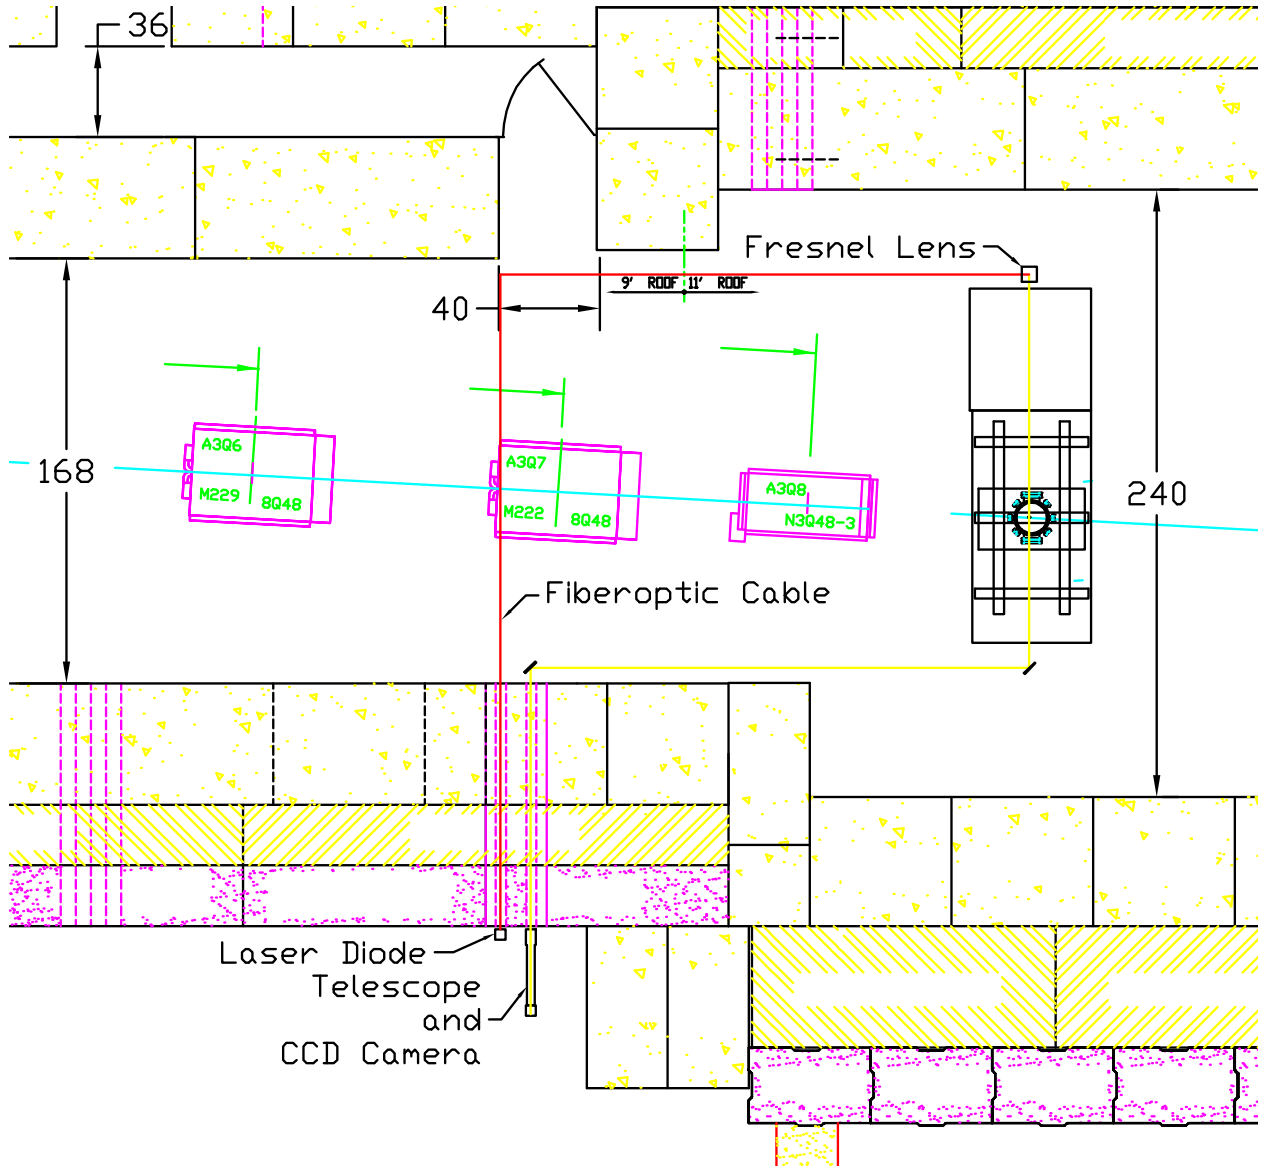 36
Fresnel Lens
9' ROOF 11' ROOF
40
A3Q6
M229 8Q48
A3Q7
M222 8Q48
A3Q8
N3Q48-3
168
240
Fiberoptic Cable
Laser Diode
Telescope
and
CCD Camera